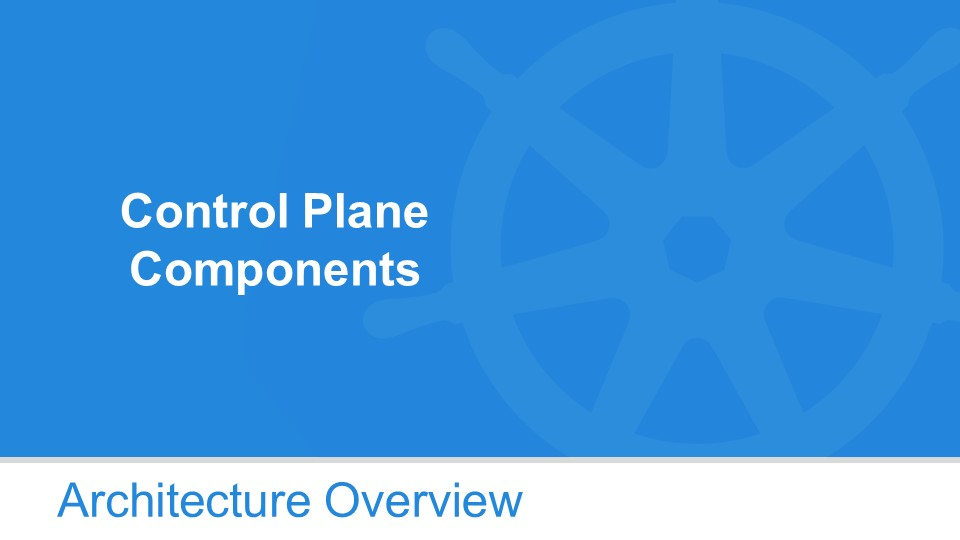 Control Plane
Components
Architecture Overview